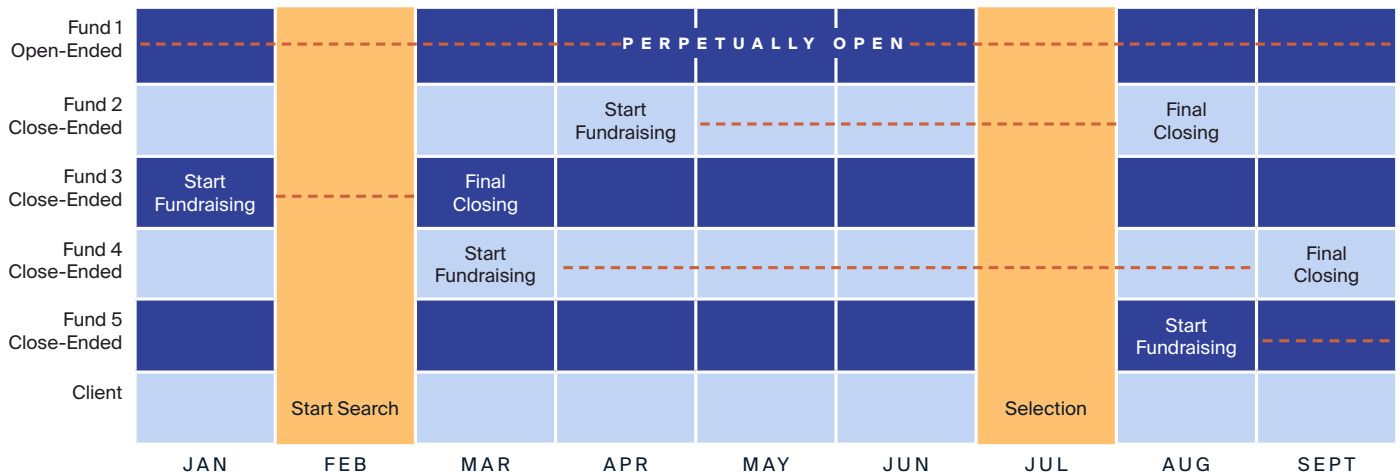 Fund 1
Open-Ended
PERPETUALLY OPEN
Fund 2
Close-Ended
Start
Fundraising
Final
Closing
Fund 3
Close-Ended
Start
Fundraising
Final
Closing
Fund 4
Close-Ended
Start
Fundraising
Final
Closing
Fund 5
Close-Ended
Start
Fundraising
Client
Start Search
Selection
JAN FEB MAR APR MAY JUN JUL AUG SEPT